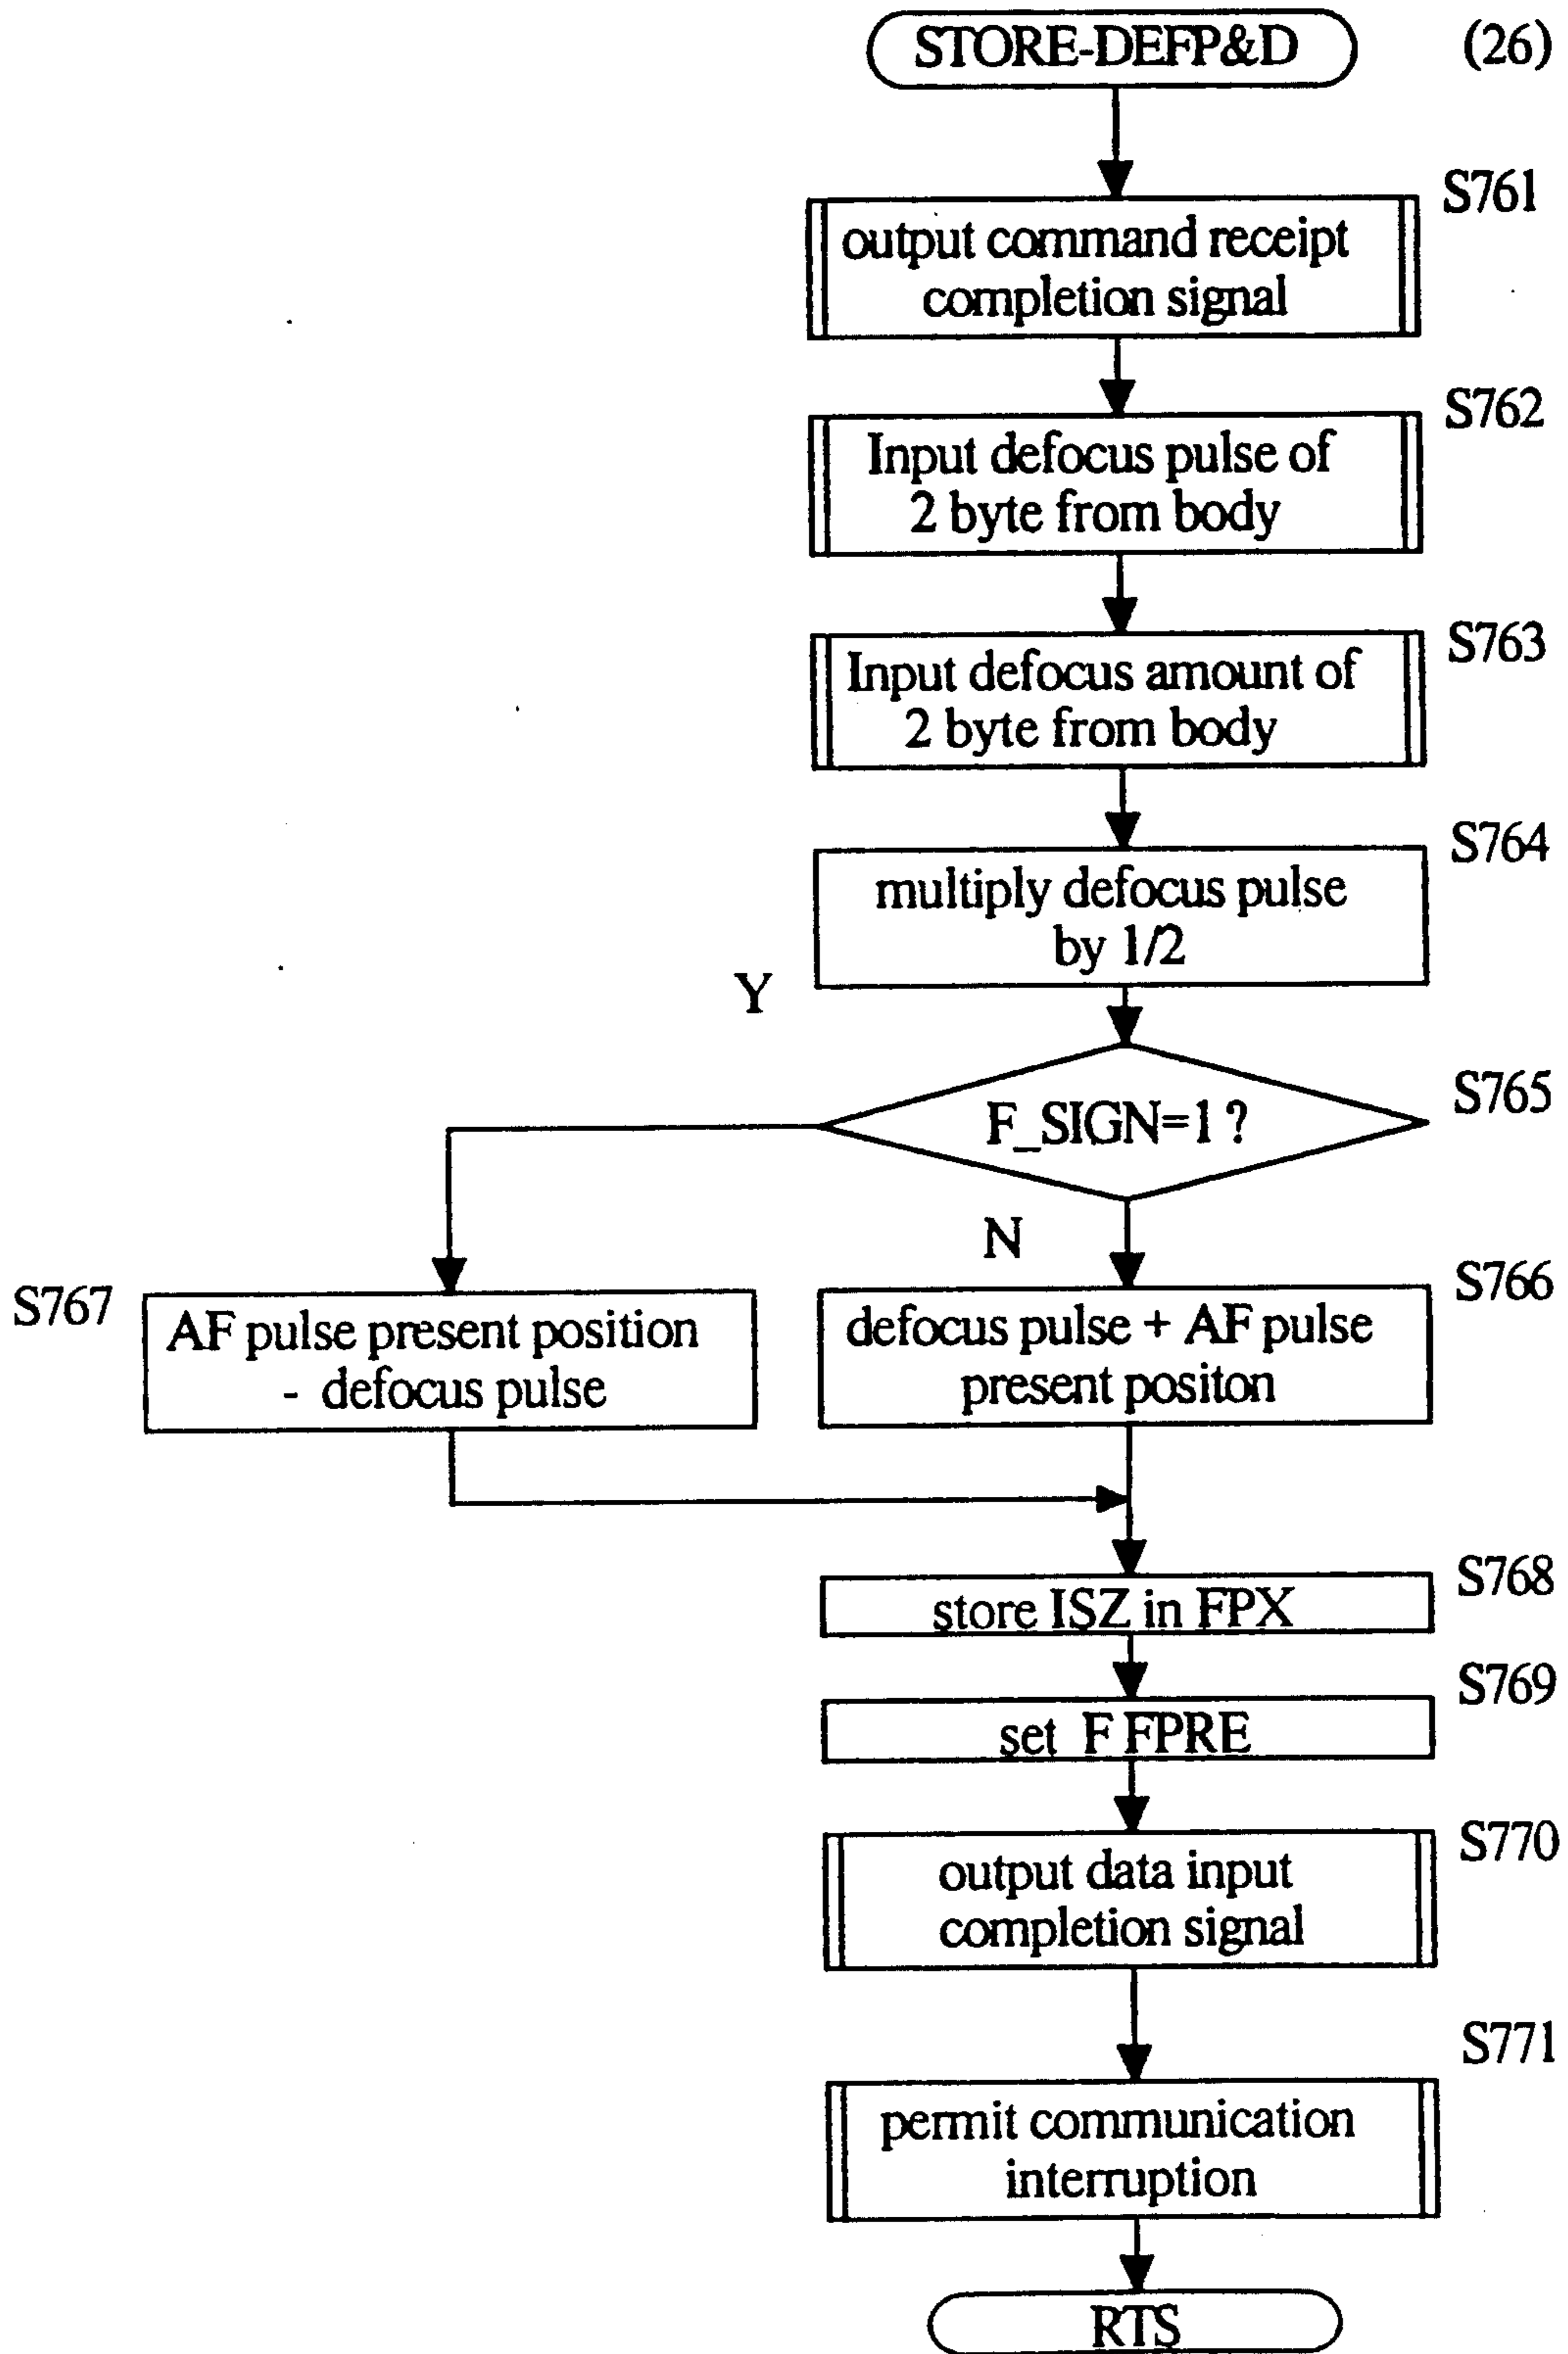 STORE-DEFP&D
(26)
S761
output command receipt
completion signal
S762
Input defocus pulse of
2 byte from body
S763
Input defocus amount of
2 byte from body
S764
multiply defocus pulse
by 1/2
Y
S765
F_SIGN=1?
N
S767
AF pulse present position
- defocus pulse
S766
defocus pulse + AF pulse
present positon
S768
store ISZ in FPX
S769
set F FPRE
S770
output data input
completion signal
S771
permit communication
interruption
RTS